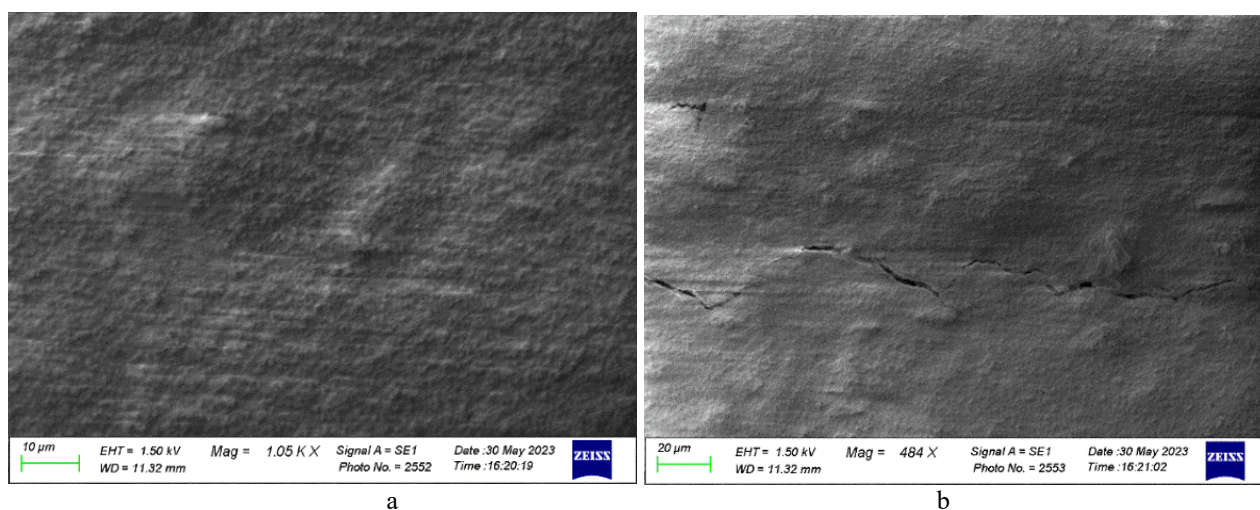 10 µm
EHT = 1.50 kV
WD = 11.32 mm
Mag = 1.05 K X
Signal A = SE1
Photo No. = 2552
Date :30 May 2023
Time :16:20:19
ZEISS
20 µm
EHT = 1.50 kV
WD = 11.32 mm
Mag = 484 X
Signal A = SE1
Photo No. = 2553
Date :30 May 2023
Time :16:21:02
ZEISS
a
b